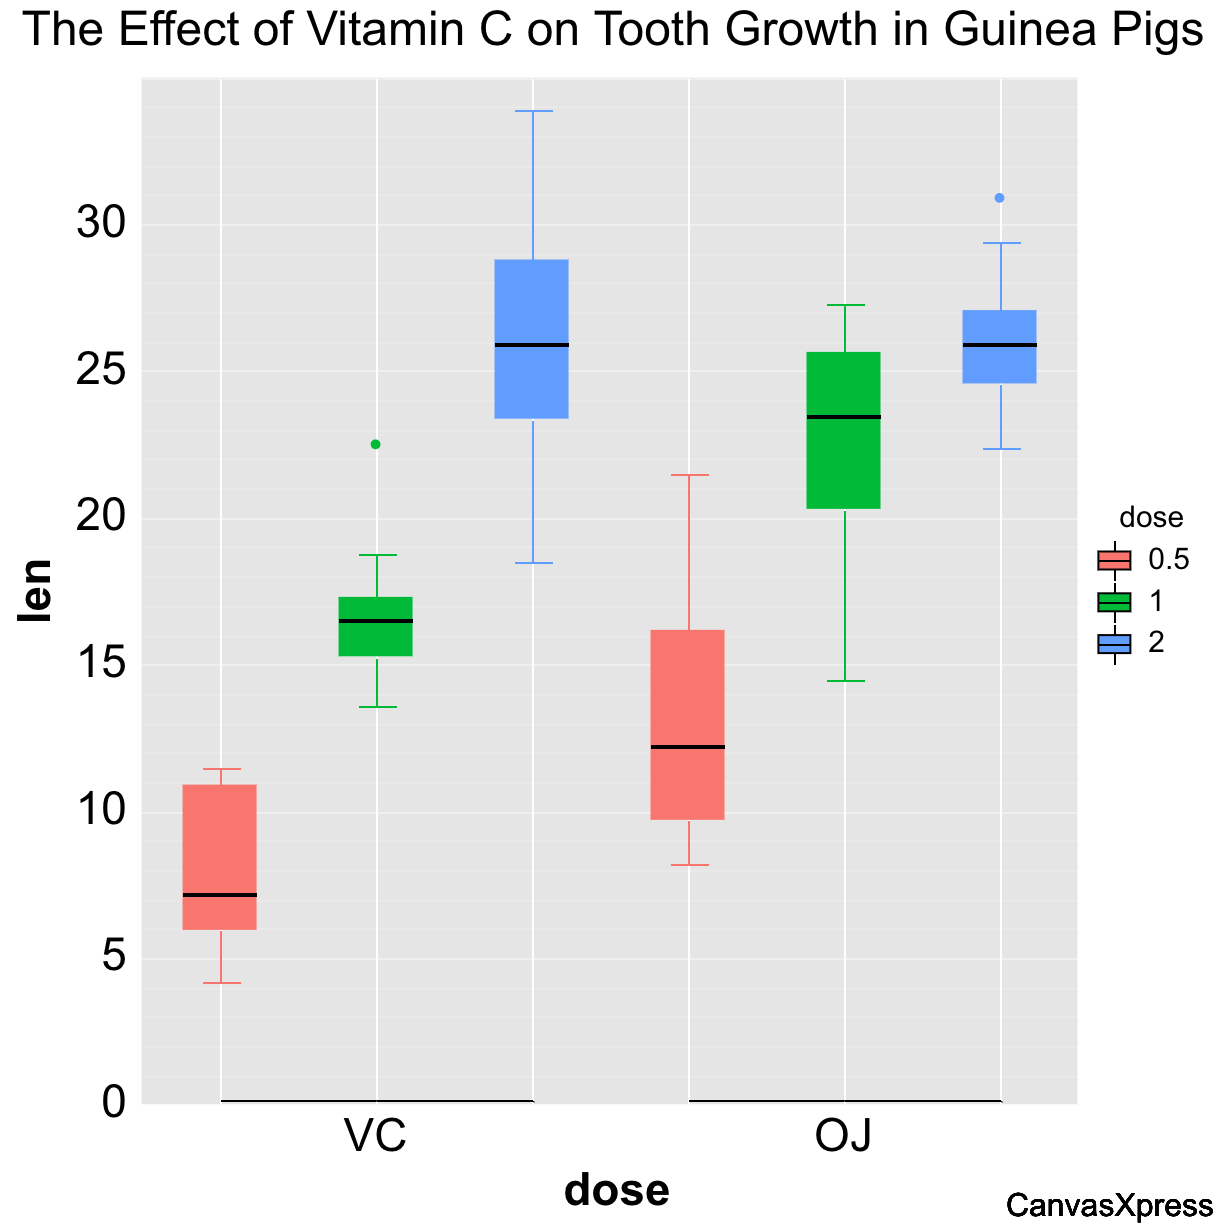 The Effect of Vitamin C on Tooth Growth in Guinea Pigs
30
25
20
15
10
5
0
len
VC
OJ
dose
dose
0.5
1
2
CanvasXpress